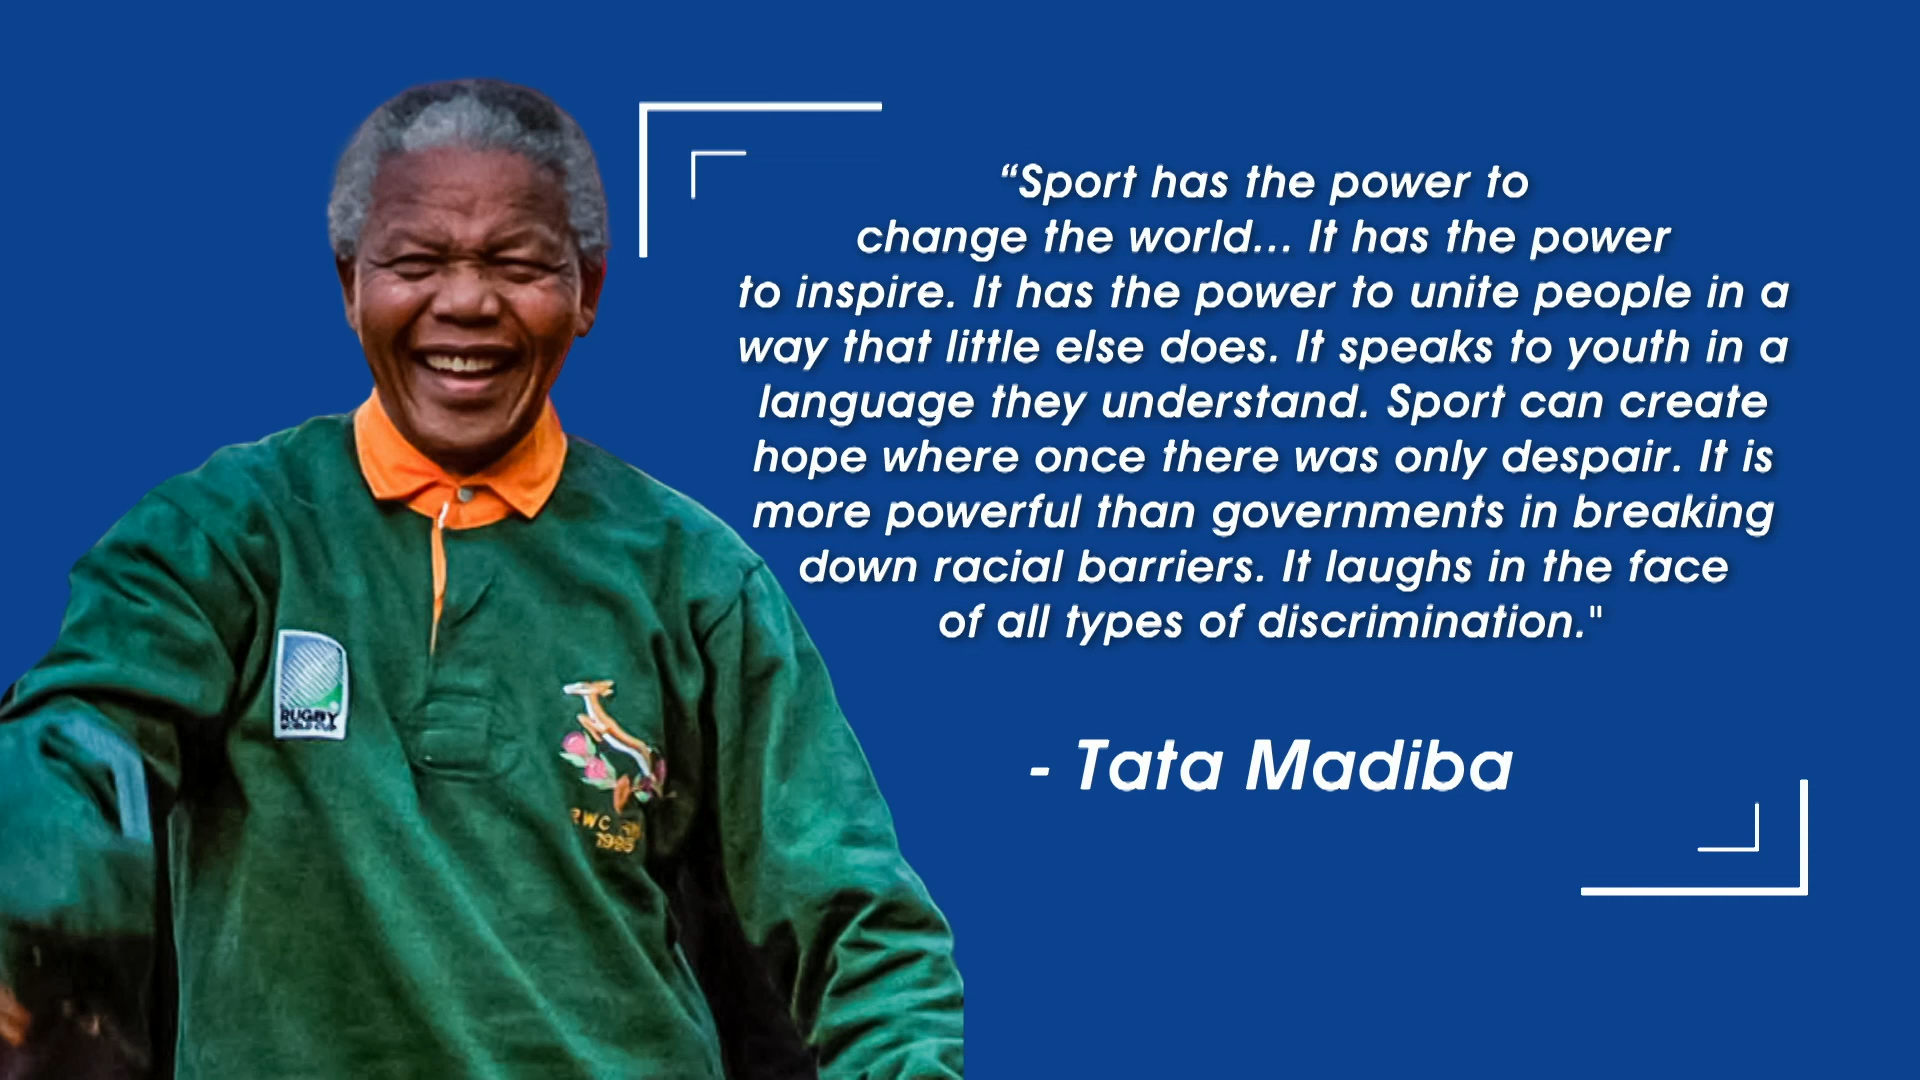 “Sport has the power to
change the world... It has the power
to inspire. It has the power to unite people in a
way that little else does. It speaks to youth in a
language they understand. Sport can create
hope where once there was only despair. It is
more powerful than governments in breaking
down racial barriers. It laughs in the face
of all types of discrimination."
- Tata Madiba
RUGBY
WORLD CUP
RWC
1995